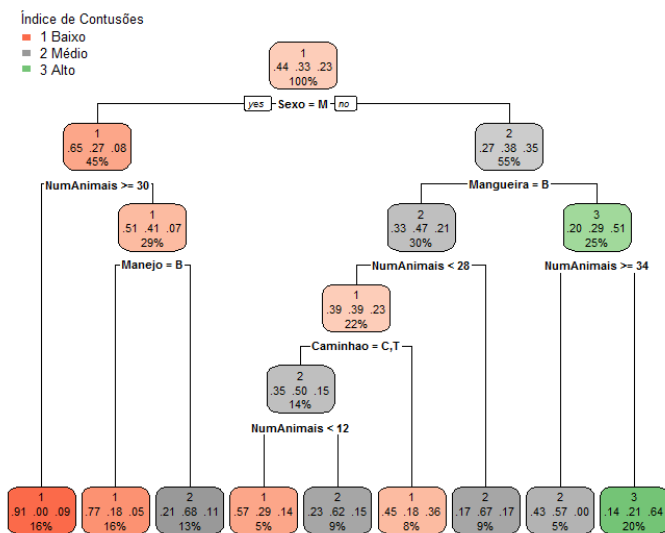 Índice de Contusões
1 Baixo
2 Médio
3 Alto
1
.44 .33 .23
100%
yes Sexo = M no
1
.65 .27 .08
45%
2
.27 .38 .35
55%
NumAnimais >= 30
Mangueira = B
1
.51 .41 .07
29%
2
.33 .47 .21
30%
3
.20 .29 .51
25%
Manejo = B
NumAnimais < 28
NumAnimais >= 34
1
.39 .39 .23
22%
Caminhao = C,T
2
.35 .50 .15
14%
NumAnimais < 12
1
.91 .00 .09
16%
1
.77 .18 .05
16%
2
.21 .68 .11
13%
1
.57 .29 .14
5%
2
.23 .62 .15
9%
1
.45 .18 .36
8%
2
.17 .67 .17
9%
2
.43 .57 .00
5%
3
.14 .21 .64
20%